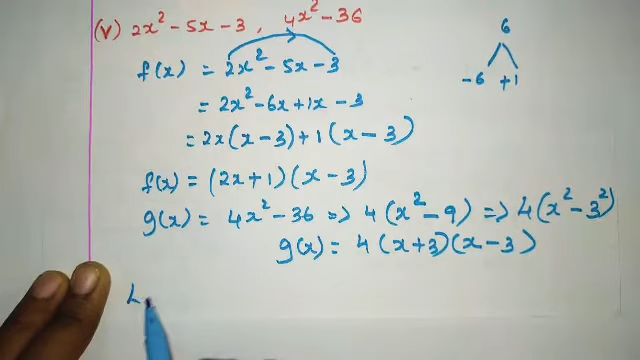 (v) 2x² - 5x - 3 , 4x² - 36
6
-6 +1
f(x) = 2x² - 5x - 3
= 2x² - 6x + 1x - 3
= 2x(x - 3) + 1(x - 3)
f(x) = (2x + 1)(x - 3)
g(x) = 4x² - 36 => 4(x² - 9) => 4(x² - 3²)
g(x) = 4(x + 3)(x - 3)
L